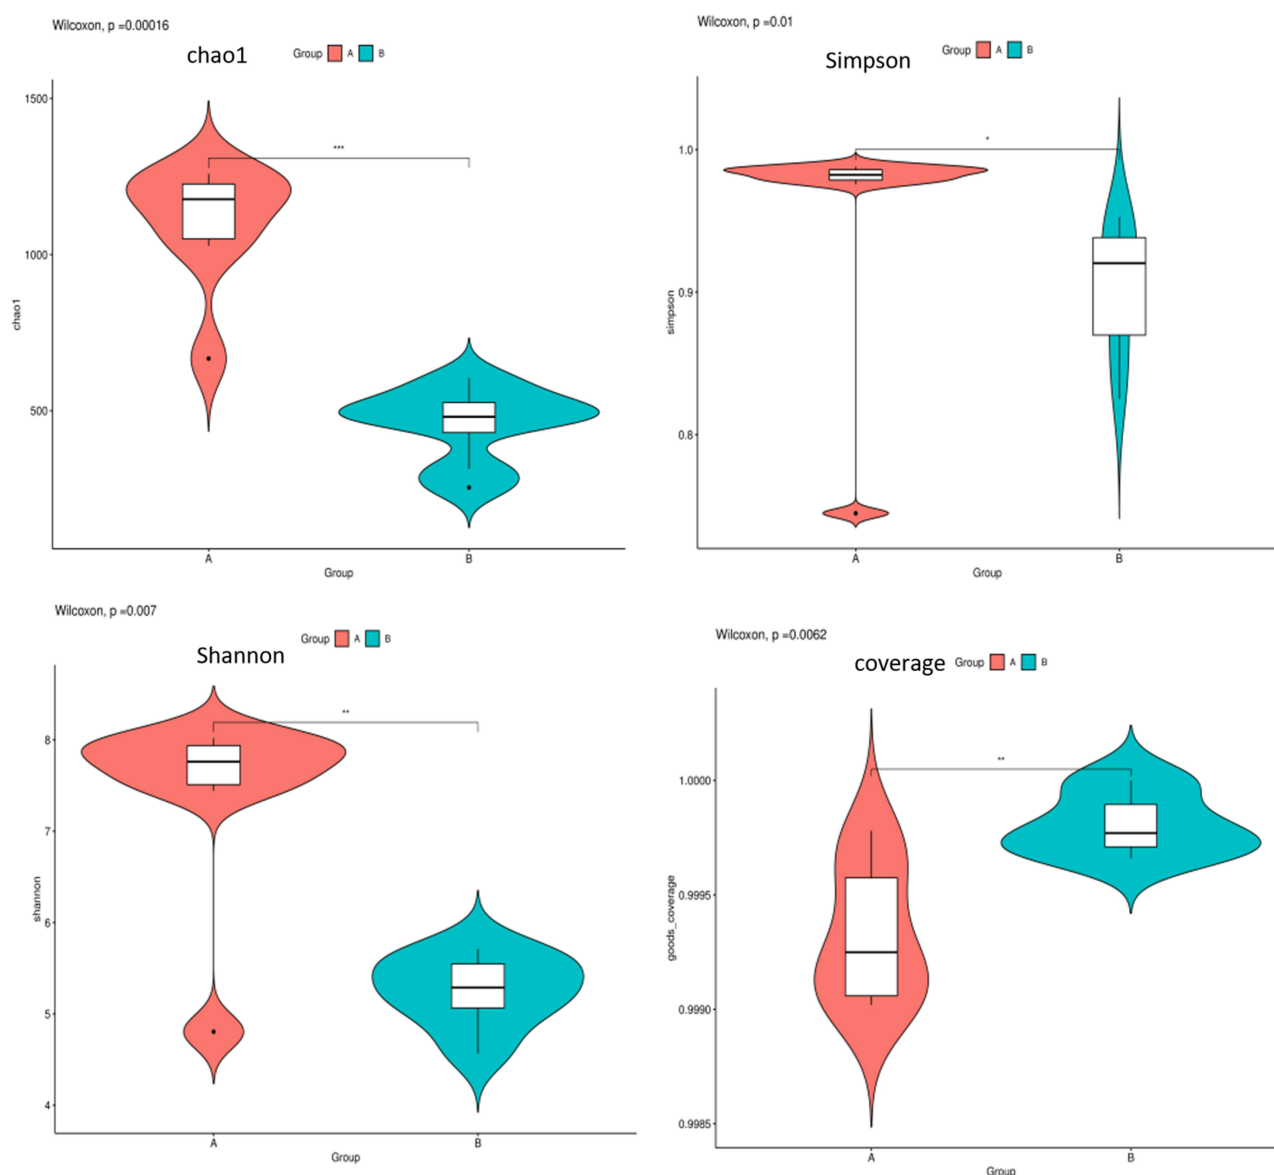 Wilcoxon, p =0.00016
chao1
Group A B
1500
1000
500
chao1
***
A B
Group
Wilcoxon, p =0.01
Simpson
Group A B
1.0
0.9
0.8
simpson
*
A B
Group
Wilcoxon, p =0.007
Shannon
Group A B
8
7
6
5
4
shannon
**
A B
Group
Wilcoxon, p =0.0062
coverage Group A B
1.0000
0.9995
0.9990
0.9985
goods_coverage
**
A B
Group